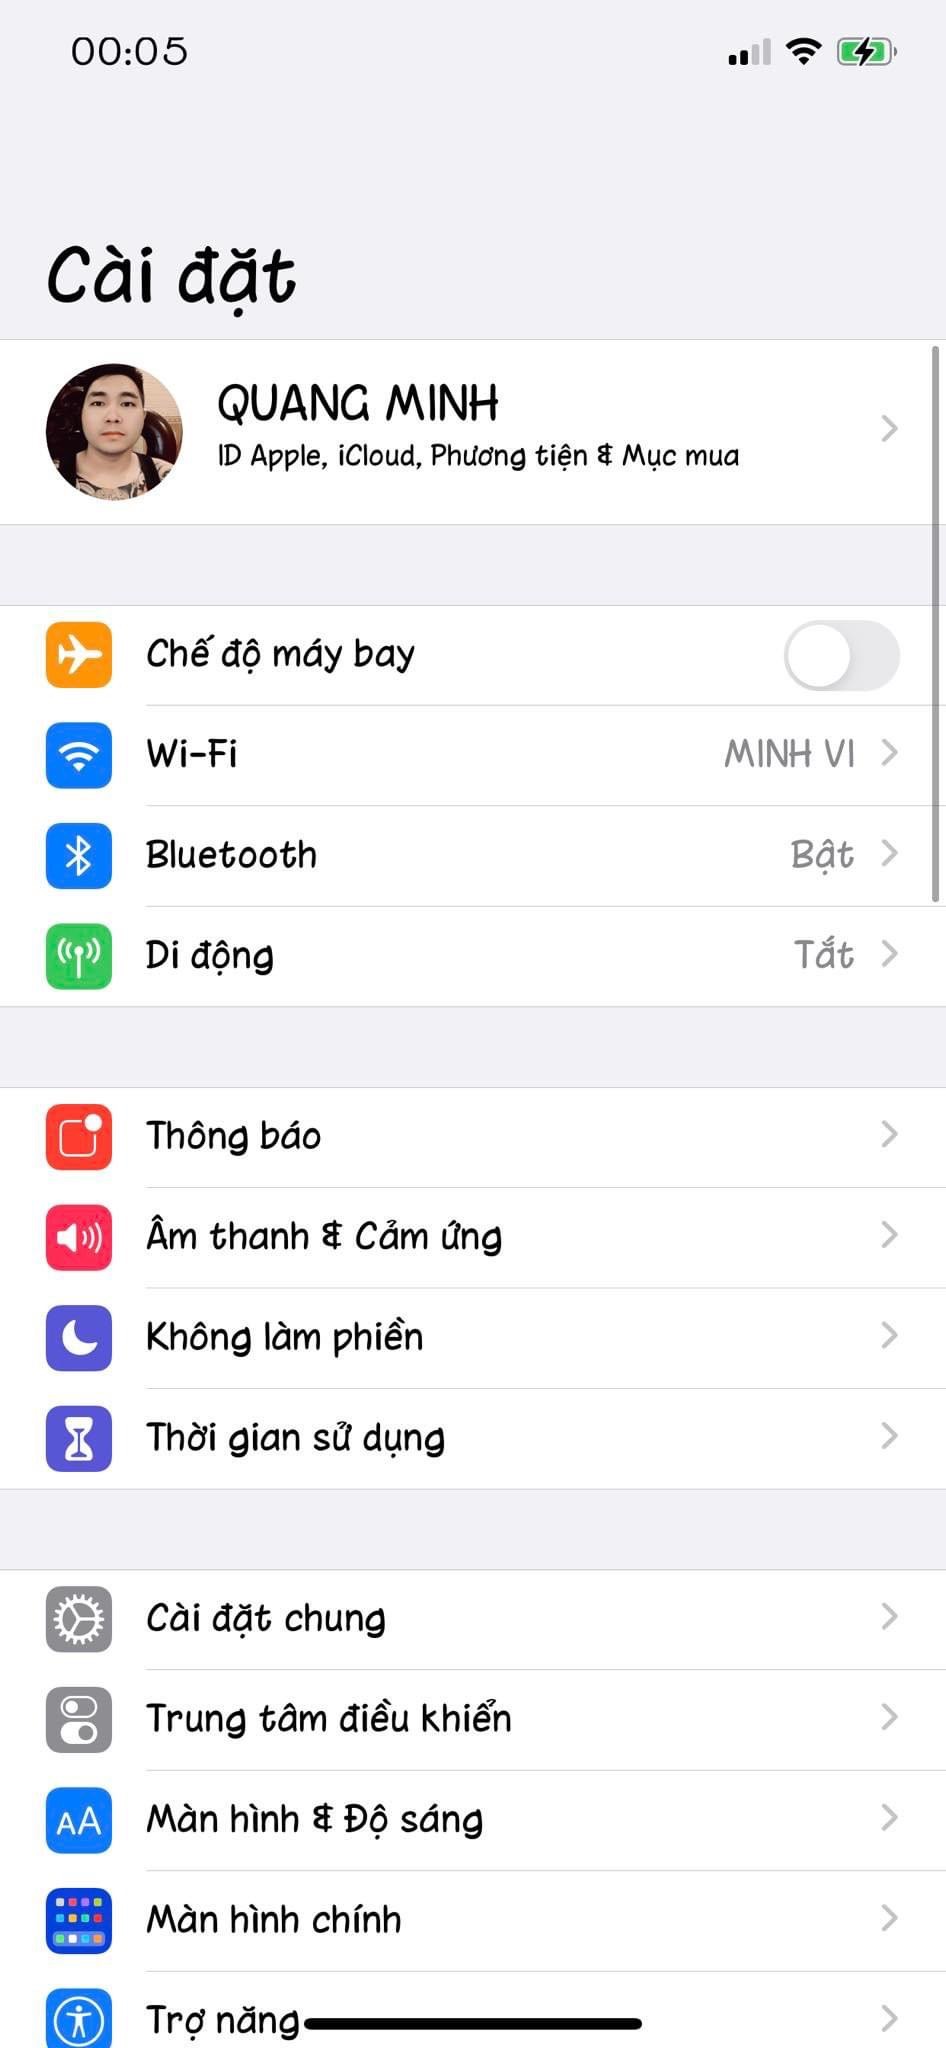 00:05
Cài đặt
QUANG MINH
ID Apple, iCloud, Phương tiện & Mục mua
Chế độ máy bay
Wi-Fi MINH VI
Bluetooth Bật
Di động Tắt
Thông báo
Âm thanh & Cảm ứng
Không làm phiền
Thời gian sử dụng
Cài đặt chung
Trung tâm điều khiển
AA Màn hình & Độ sáng
Màn hình chính
Trợ năng